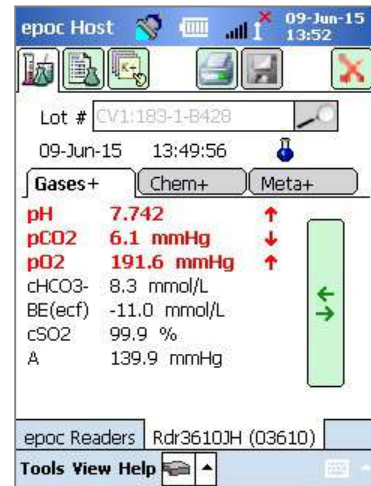 epoc Host 09-Jun-15 13:52
Lot # CV1:183-1-B428
09-Jun-15 13:49:56
Gases+ Chem+ Meta+
pH 7.742 ↑
pCO2 6.1 mmHg ↓
pO2 191.6 mmHg ↑
cHCO3- 8.3 mmol/L
BE(ecf) -11.0 mmol/L
cSO2 99.9 %
A 139.9 mmHg
epoc Readers Rdr3610JH (03610)
Tools View Help